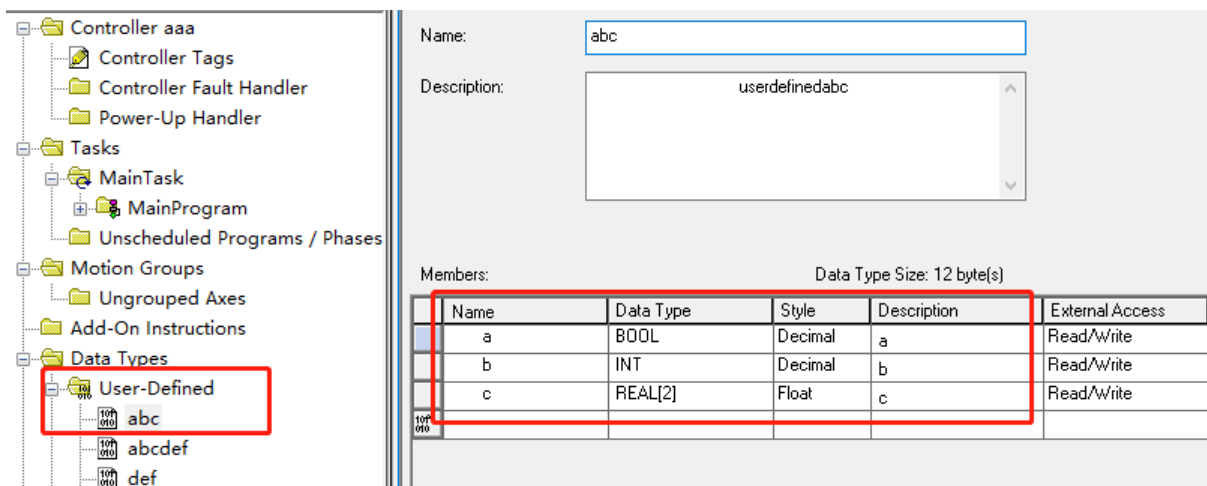 Controller aaa
Controller Tags
Controller Fault Handler
Power-Up Handler
Tasks
MainTask
MainProgram
Unscheduled Programs / Phases
Motion Groups
Ungrouped Axes
Add-On Instructions
Data Types
User-Defined
abc
abcdef
def
Name: abc
Description: userdefinedabc
Members: Data Type Size: 12 byte(s)
Name Data Type Style Description External Access
a BOOL Decimal a Read/Write
b INT Decimal b Read/Write
c REAL[2] Float c Read/Write